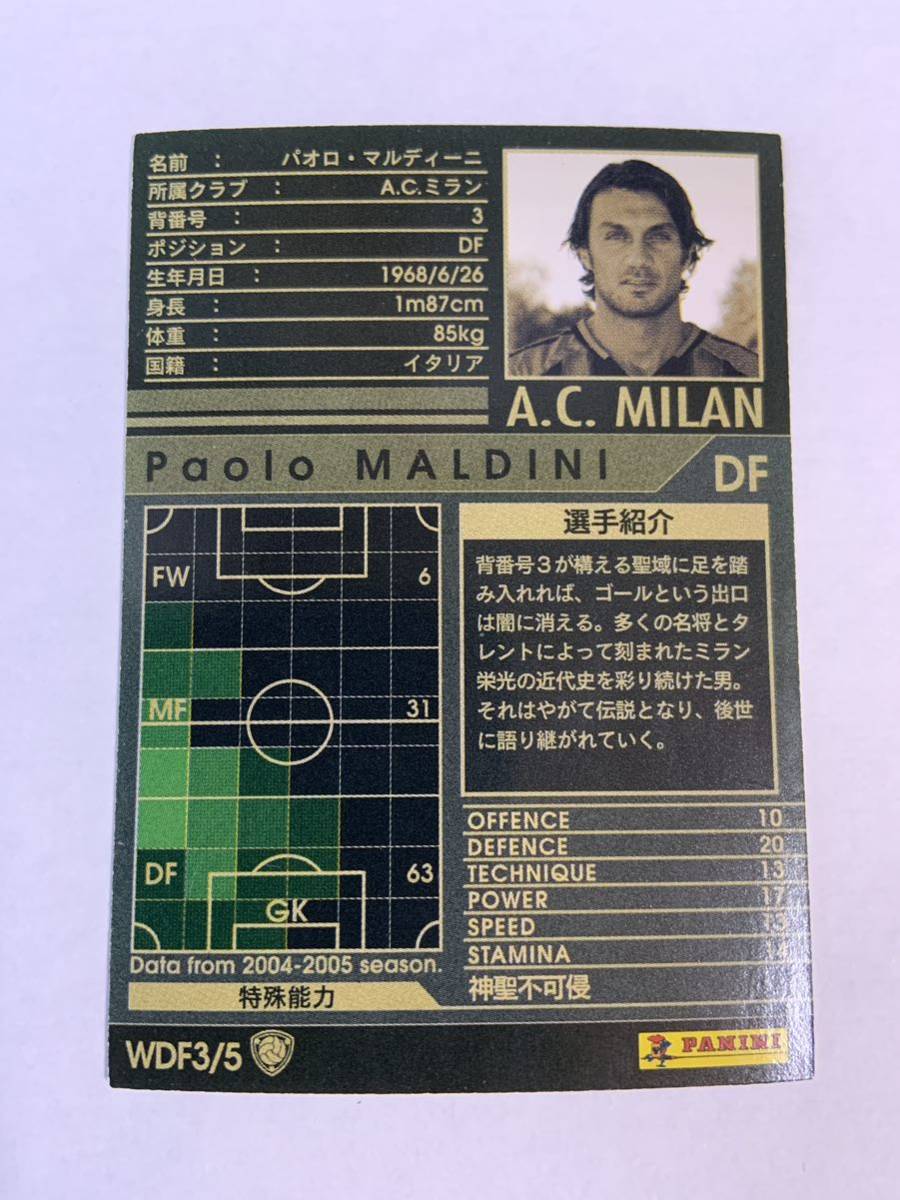 名前 : パオロ・マルディーニ
所属クラブ : A.C.ミラン
背番号 : 3
ポジション : DF
生年月日 : 1968/6/26
身長 : 1m87cm
体重 : 85kg
国籍 : イタリア
A.C. MILAN
Paolo MALDINI
DF
FW 6
MF 31
DF 63
GK
Data from 2004-2005 season.
選手紹介
背番号3が構える聖域に足を踏
み入れれば、ゴールという出口
は闇に消える。多くの名将とタ
レントによって刻まれたミラン
栄光の近代史を彩り続けた男。
それはやがて伝説となり、後世
に語り継がれていく。
OFFENCE 10
DEFENCE 20
TECHNIQUE 13
POWER 17
SPEED 13
STAMINA 14
特殊能力
神聖不可侵
WDF3/5
PANINI